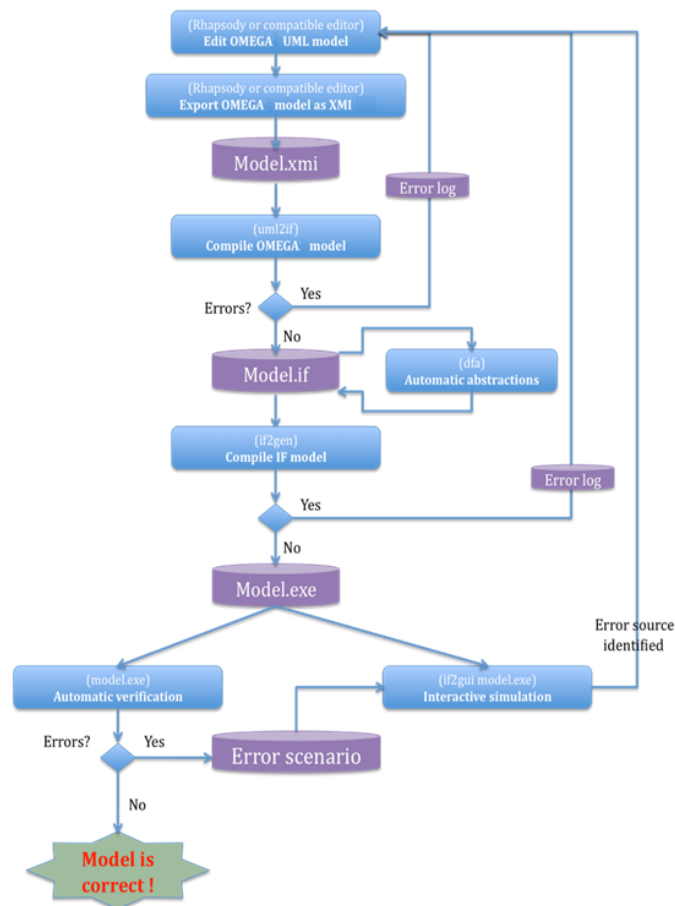 (Rhapsody or compatible editor)
Edit OMEGA UML model
(Rhapsody or compatible editor)
Export OMEGA model as XMI
Model.xmi
Error log
(uml2if)
Compile OMEGA model
Errors?
Yes
No
Model.if
(dfa)
Automatic abstractions
(if2gen)
Compile IF model
Error log
Yes
No
Model.exe
Error source
identified
(model.exe)
Automatic verification
(if2gui model.exe)
Interactive simulation
Errors?
Yes
Error scenario
No
Model is
correct !